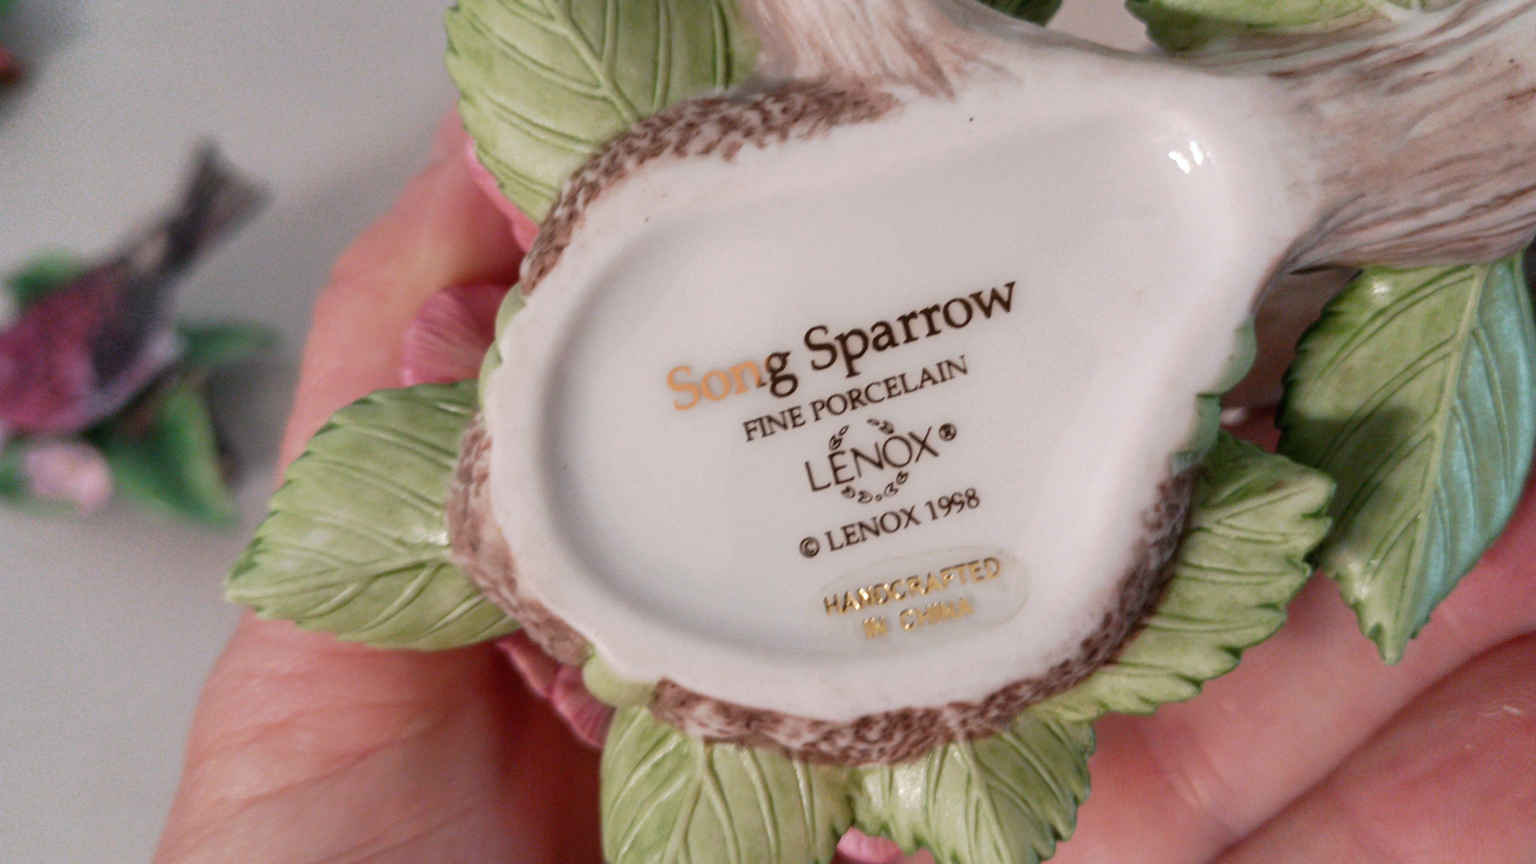 Song Sparrow
FINE PORCELAIN
LENOX®
© LENOX 1998
HANDCRAFTED
IN CHINA